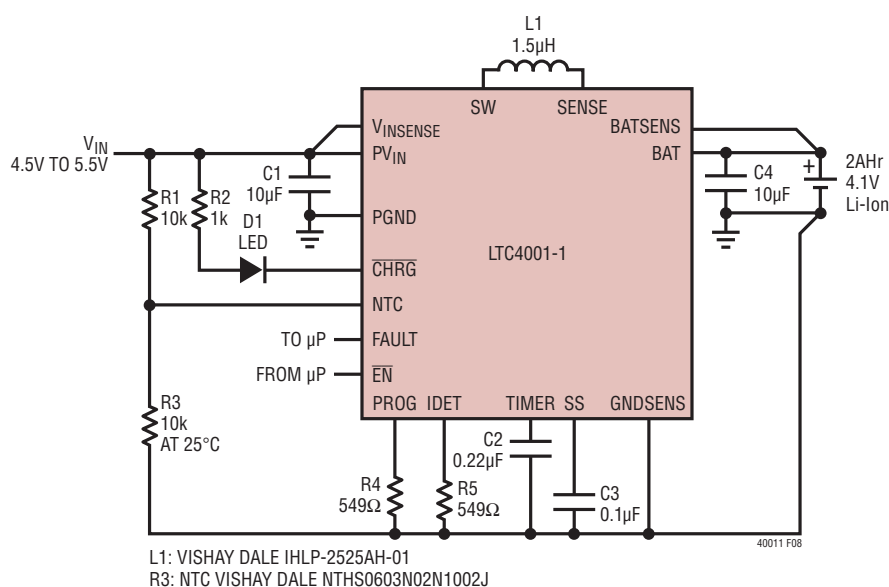 L1
1.5µH
SW
SENSE
VINSENSE
BATSENS
VIN
4.5V TO 5.5V
PVIN
BAT
C1
10µF
R1
10k
R2
1k
D1
LED
PGND
C4
10µF
+
2AHr
4.1V
Li-Ion
LTC4001-1
CHRG
NTC
TO µP
FAULT
FROM µP
EN
R3
10k
AT 25°C
PROG
IDET
TIMER
SS
GNDSENS
C2
0.22µF
R4
549Ω
R5
549Ω
C3
0.1µF
40011 F08
L1: VISHAY DALE IHLP-2525AH-01
R3: NTC VISHAY DALE NTHS0603N02N1002J